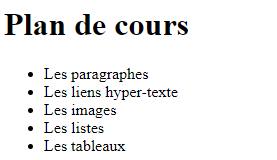 Plan de cours
Les paragraphes
Les liens hyper-texte
Les images
Les listes
Les tableaux